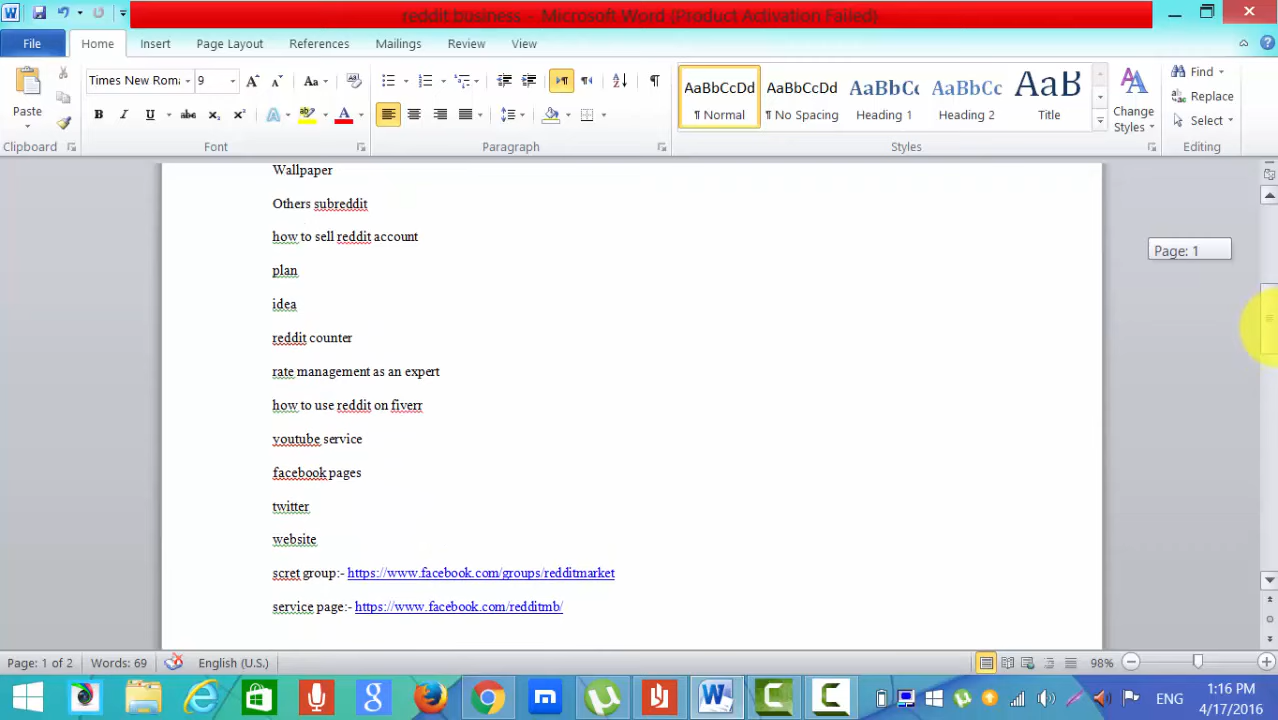 reddit business - Microsoft Word (Product Activation Failed)
File Home Insert Page Layout References Mailings Review View
Times New Roma 9
Aa
Paste
AaBbCcDd AaBbCcDd AaBbCc AaBbCc AaB
¶ Normal ¶ No Spacing Heading 1 Heading 2 Title
Change Styles
Find
Replace
Select
Clipboard Font Paragraph Styles Editing
Wallpaper
Others subreddit
how to sell reddit account
Page: 1
plan
idea
reddit counter
rate management as an expert
how to use reddit on fiverr
youtube service
facebook pages
twitter
website
scret group:- https://www.facebook.com/groups/redditmarket
service page:- https://www.facebook.com/redditmb/
Page: 1 of 2 Words: 69 English (U.S.) 98%
ENG 1:16 PM
4/17/2016